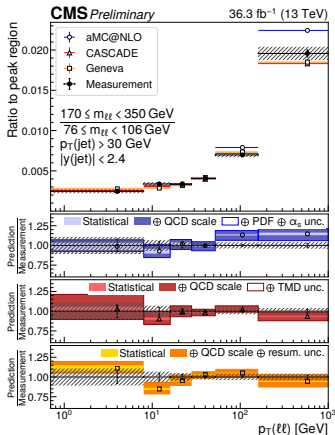 CMS Preliminary 36.3 fb⁻¹ (13 TeV)
Ratio to peak region
0.020
0.015
0.010
0.005
aMC@NLO
CASCADE
Geneva
Measurement
170 ≤ mℓℓ < 350 GeV
76 ≤ mℓℓ < 106 GeV
pT(jet) > 30 GeV
|y(jet)| < 2.4
Prediction
Measurement
1.25
1.00
0.75
Statistical ⊕ QCD scale ⊕ PDF ⊕ αs unc.
Prediction
Measurement
1.25
1.00
0.75
Statistical ⊕ QCD scale ⊕ TMD unc.
Prediction
Measurement
1.25
1.00
0.75
Statistical ⊕ QCD scale ⊕ resum. unc.
10⁰ 10¹ 10² 10³
pT(ℓℓ) [GeV]